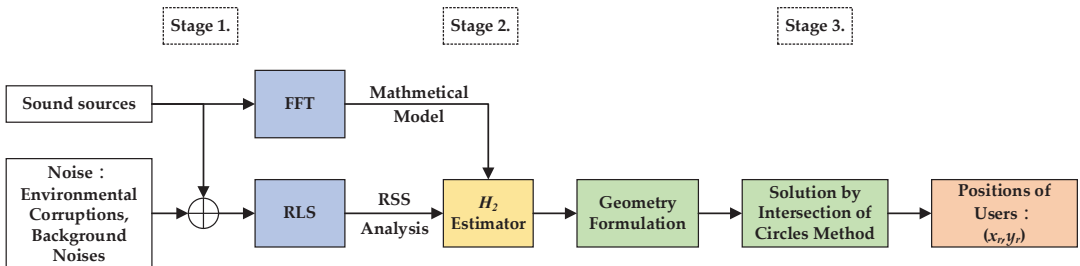 Stage 1.
Stage 2.
Stage 3.
Sound sources
FFT
Mathmetical
Model
Noise：
Environmental
Corruptions,
Background
Noises
RLS
RSS
Analysis
H2
Estimator
Geometry
Formulation
Solution by
Intersection of
Circles Method
Positions of
Users：
(xr,yr)